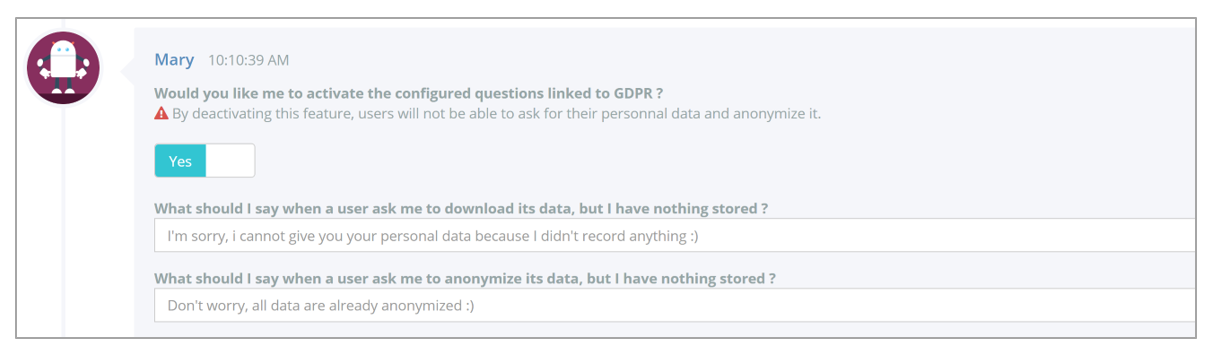 Mary 10:10:39 AM
Would you like me to activate the configured questions linked to GDPR ?
By deactivating this feature, users will not be able to ask for their personnal data and anonymize it.
Yes
What should I say when a user ask me to download its data, but I have nothing stored ?
I'm sorry, i cannot give you your personal data because I didn't record anything :)
What should I say when a user ask me to anonymize its data, but I have nothing stored ?
Don't worry, all data are already anonymized :)